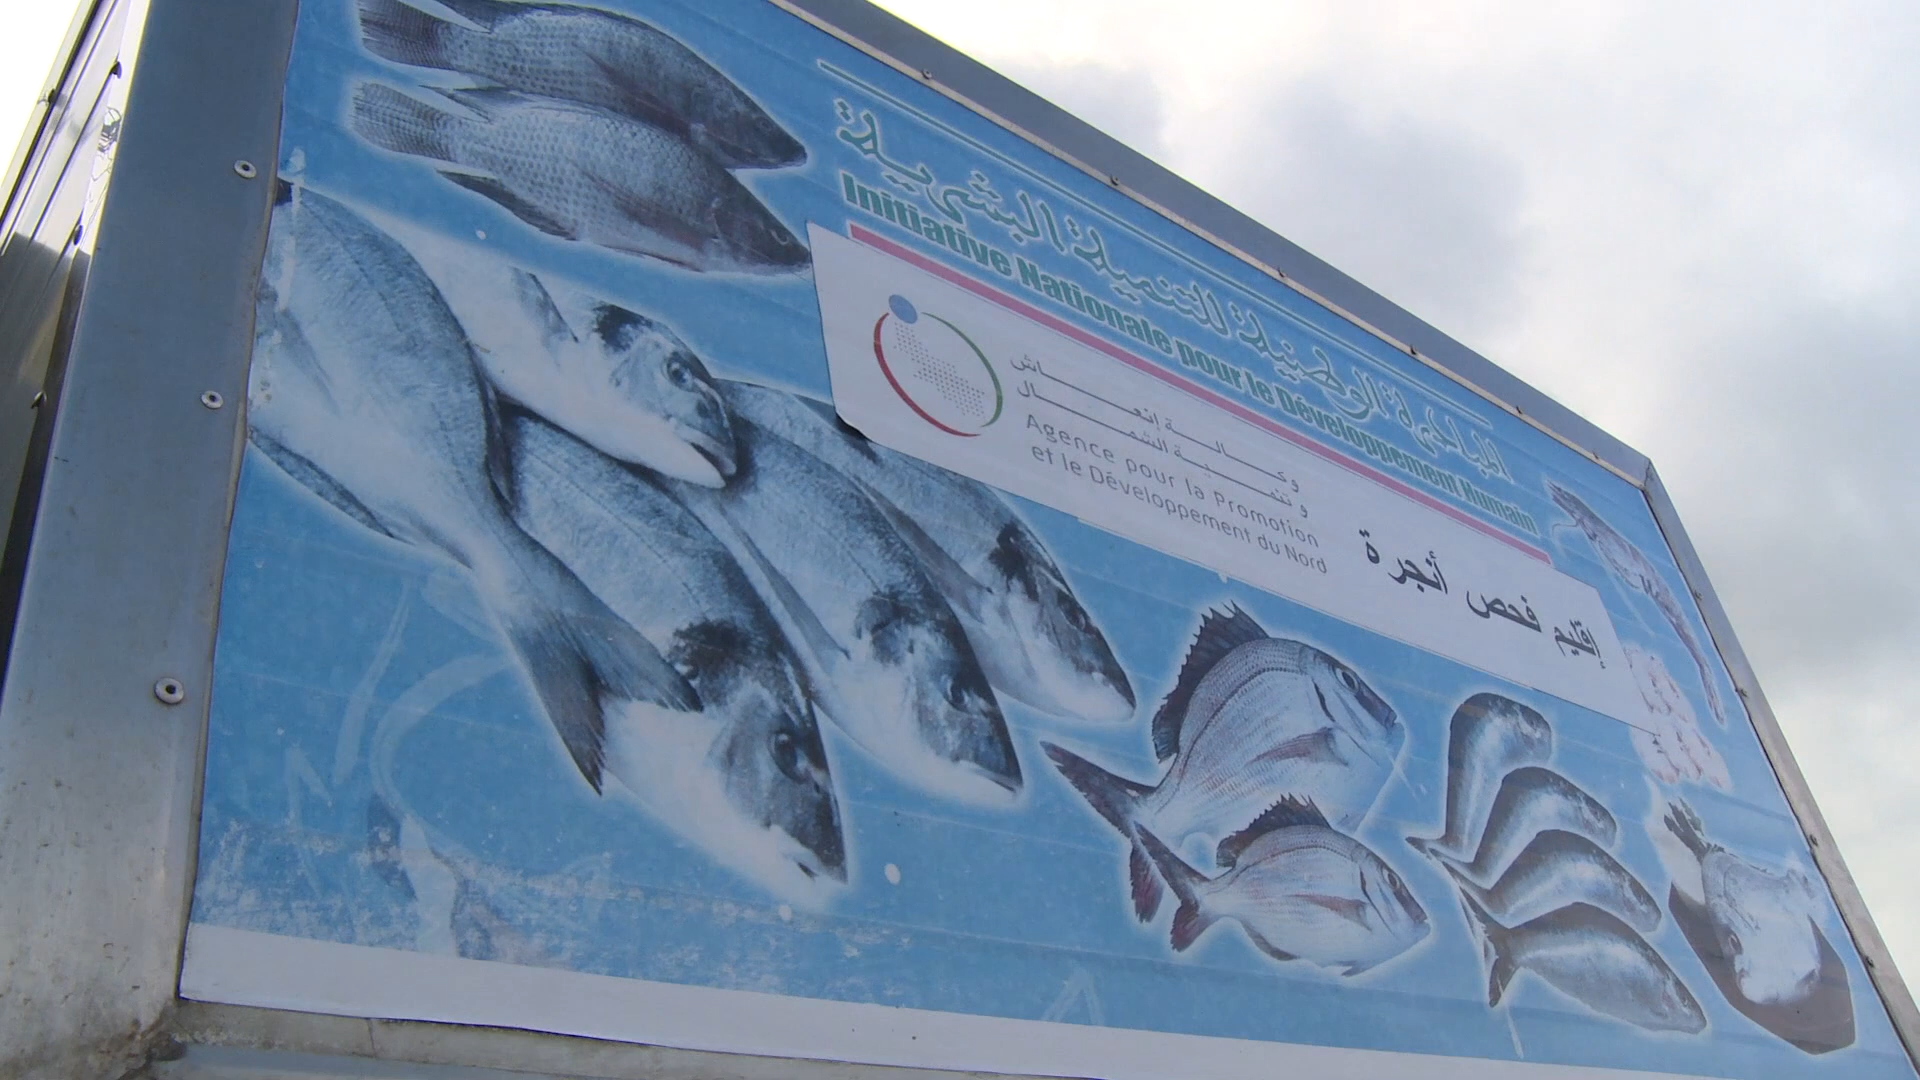 المبادرة الوطنية للتنمية البشرية
Initiative Nationale pour le Développement Humain
وكالة إنعاش
و تنمية الشمال
Agence pour la Promotion
et le Développement du Nord
إقليم فحص أنجرة